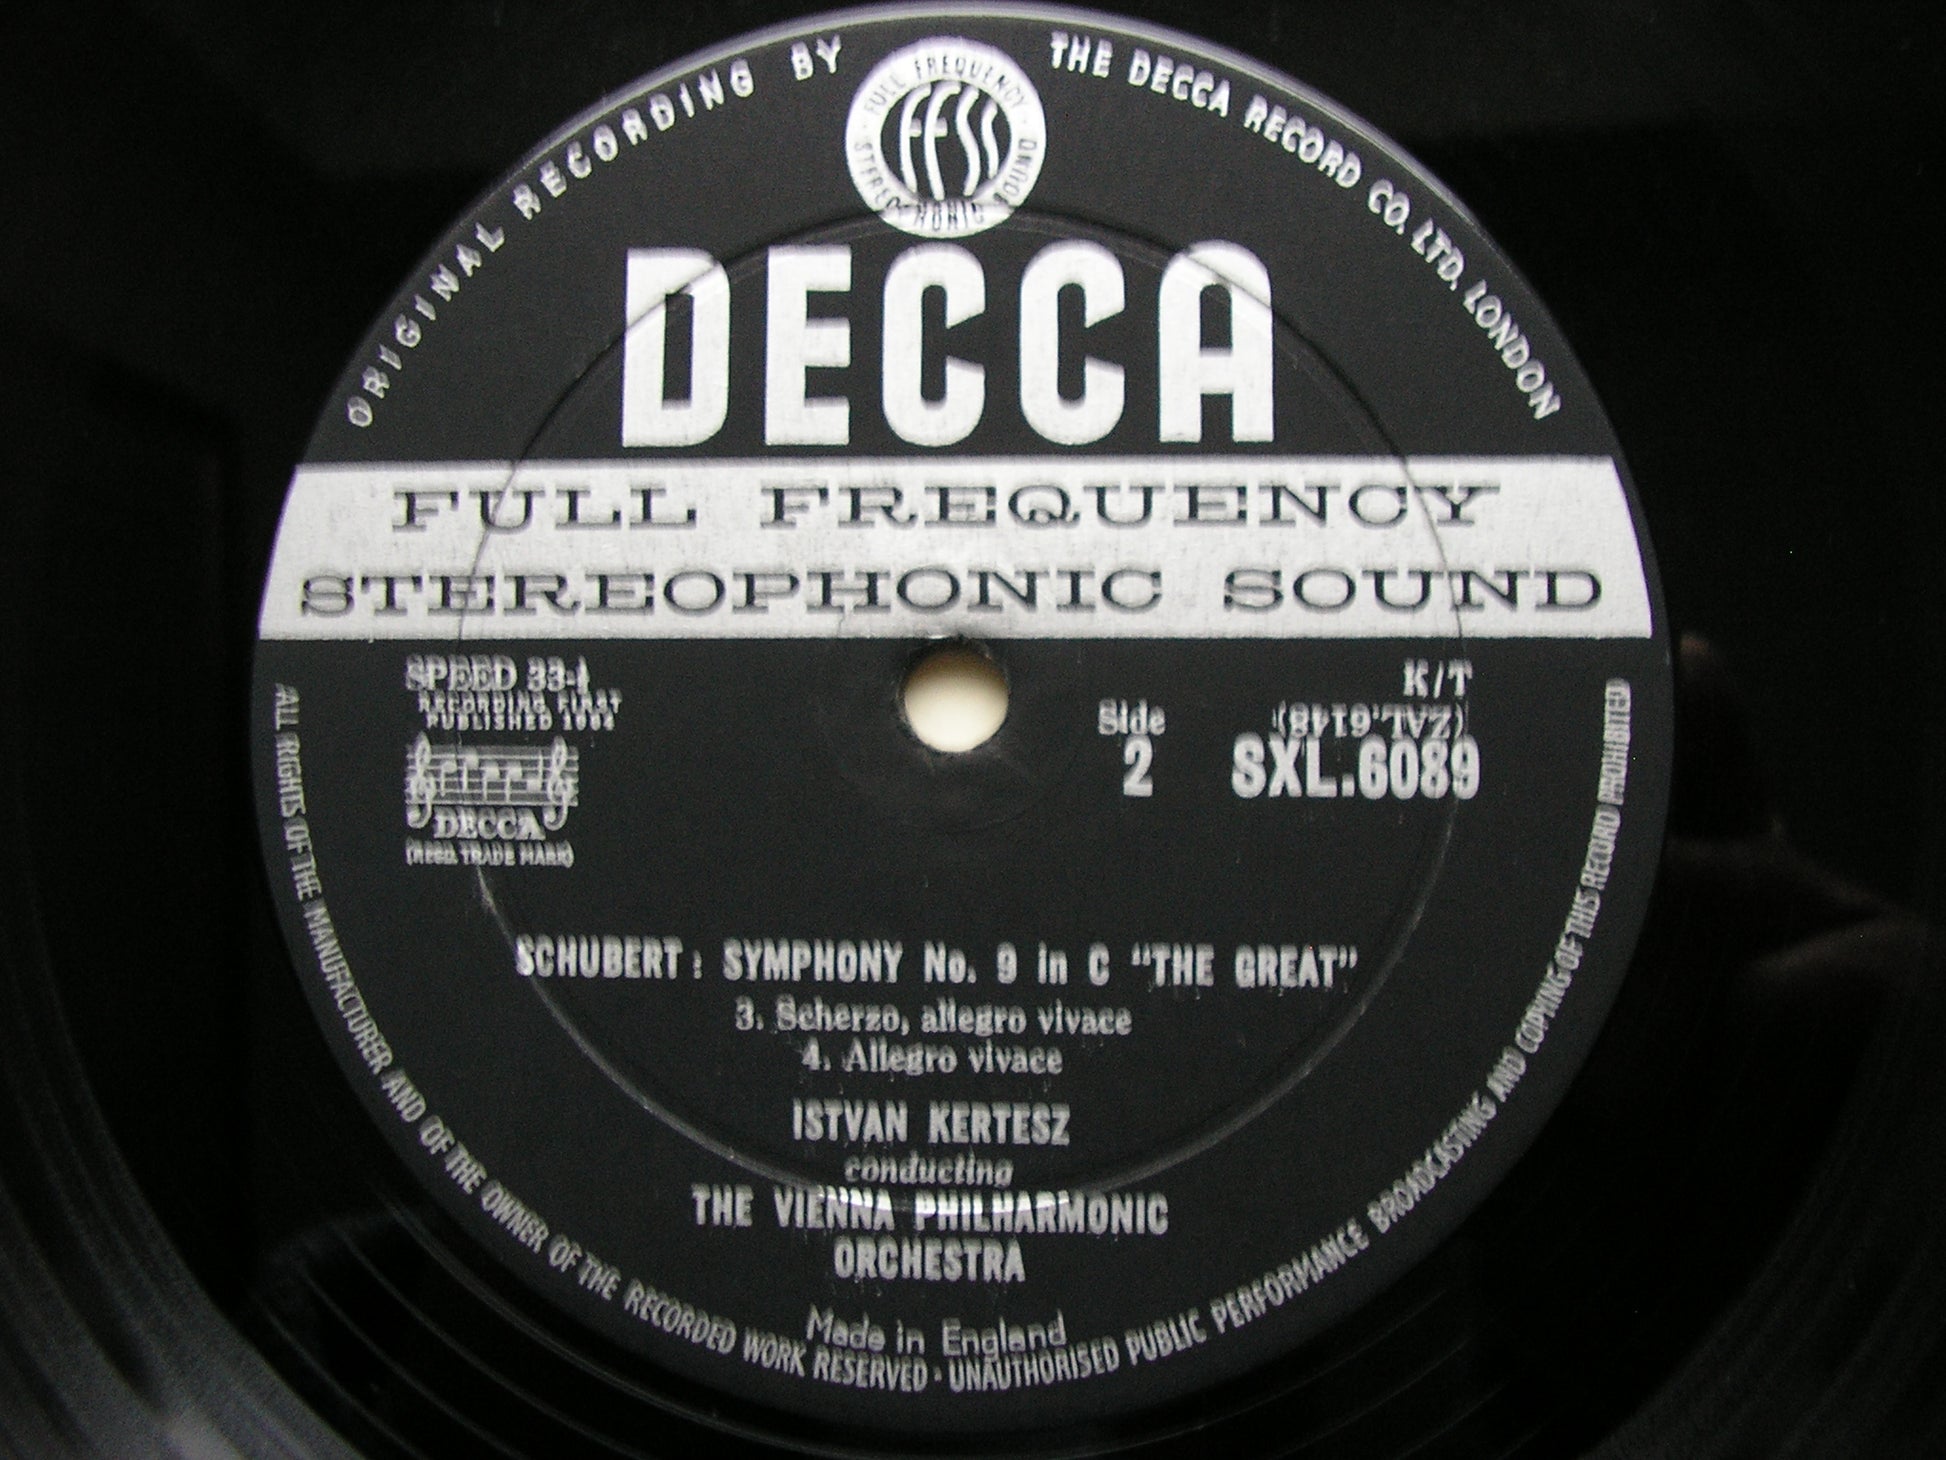 ORIGINAL RECORDING BY THE DECCA RECORD CO. LTD. LONDON
FULL FREQUENCY
FFSS
STEREOPHONIC SOUND
DECCA
FULL FREQUENCY
STEREOPHONIC SOUND
SPEED 33⅓
RECORDING FIRST
PUBLISHED 1964
DECCA
(REGD. TRADE MARK)
K/T
Side
(ZAL.6148)
2
SXL.6089
SCHUBERT: SYMPHONY No. 9 in C "THE GREAT"
3. Scherzo, allegro vivace
4. Allegro vivace
ISTVAN KERTESZ
conducting
THE VIENNA PHILHARMONIC
ORCHESTRA
Made in England
ALL RIGHTS OF THE MANUFACTURER AND OF THE OWNER OF THE RECORDED WORK RESERVED · UNAUTHORISED PUBLIC PERFORMANCE BROADCASTING AND COPYING OF THIS RECORD PROHIBITED